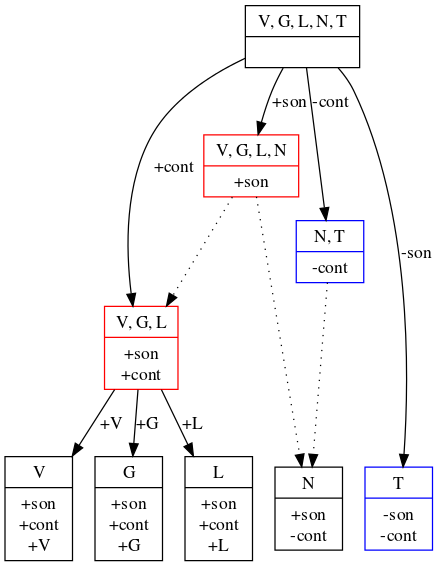 V, G, L, N, T
+son
-cont
V, G, L, N
+son
+cont
N, T
-cont
-son
V, G, L
+son
+cont
+V
+G
+L
V
+son
+cont
+V
G
+son
+cont
+G
L
+son
+cont
+L
N
+son
-cont
T
-son
-cont